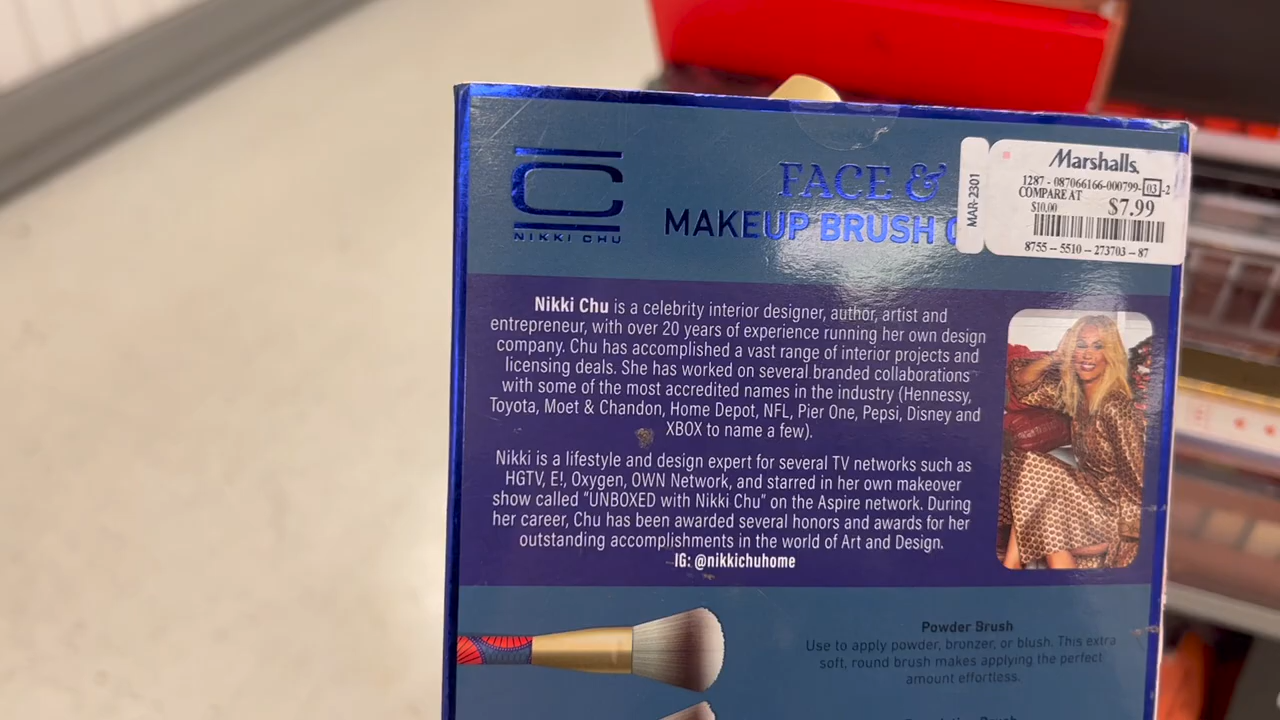 NIKKI CHU
FACE &
MAKEUP BRUSH
MAR-2301
Marshalls.
1287 - 087066166-000799- 03 -2
COMPARE AT
$10.00 $7.99
8755 - 5510 - 273703 - 87
Nikki Chu is a celebrity interior designer, author, artist and
entrepreneur, with over 20 years of experience running her own design
company. Chu has accomplished a vast range of interior projects and
licensing deals. She has worked on several branded collaborations
with some of the most accredited names in the industry (Hennessy,
Toyota, Moet & Chandon, Home Depot, NFL, Pier One, Pepsi, Disney and
XBOX to name a few).
Nikki is a lifestyle and design expert for several TV networks such as
HGTV, E!, Oxygen, OWN Network, and starred in her own makeover
show called "UNBOXED with Nikki Chu" on the Aspire network. During
her career, Chu has been awarded several honors and awards for her
outstanding accomplishments in the world of Art and Design.
IG: @nikkichuhome
Powder Brush
Use to apply powder, bronzer, or blush. This extra
soft, round brush makes applying the perfect
amount effortless.